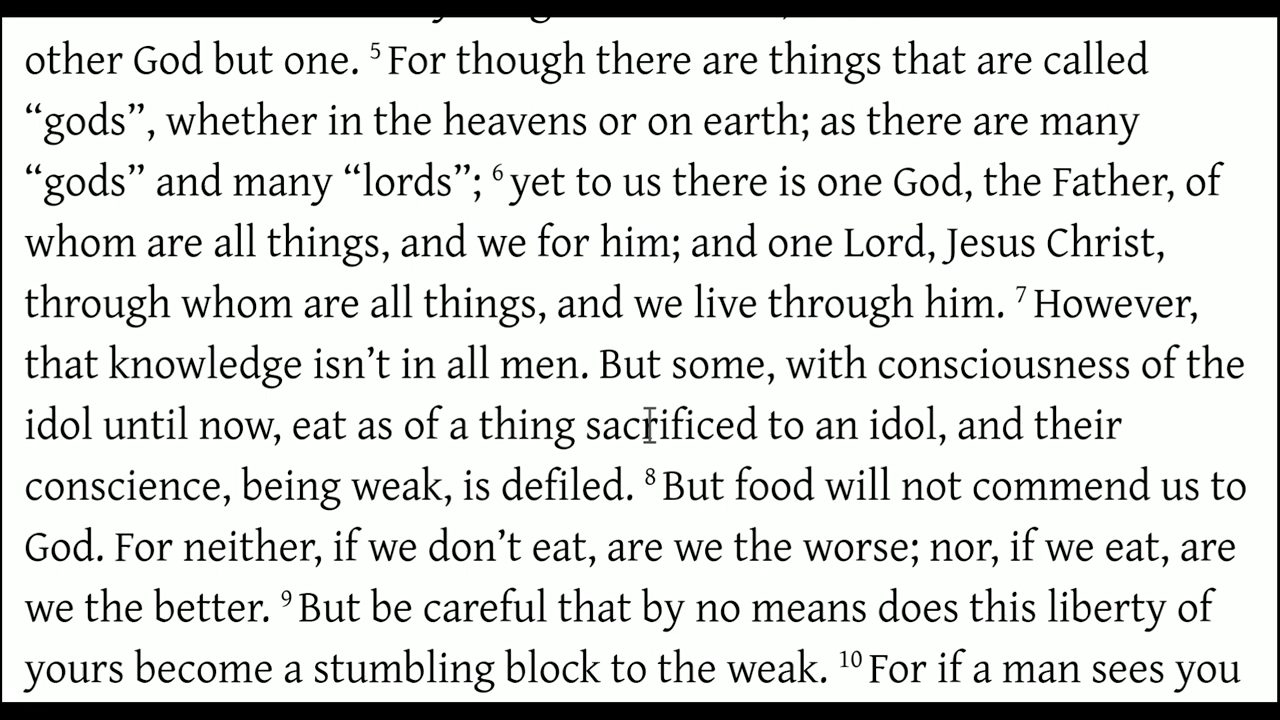 other God but one. 5 For though there are things that are called
“gods”, whether in the heavens or on earth; as there are many
“gods” and many “lords”; 6 yet to us there is one God, the Father, of
whom are all things, and we for him; and one Lord, Jesus Christ,
through whom are all things, and we live through him. 7 However,
that knowledge isn’t in all men. But some, with consciousness of the
idol until now, eat as of a thing sacrificed to an idol, and their
conscience, being weak, is defiled. 8 But food will not commend us to
God. For neither, if we don’t eat, are we the worse; nor, if we eat, are
we the better. 9 But be careful that by no means does this liberty of
yours become a stumbling block to the weak. 10 For if a man sees you